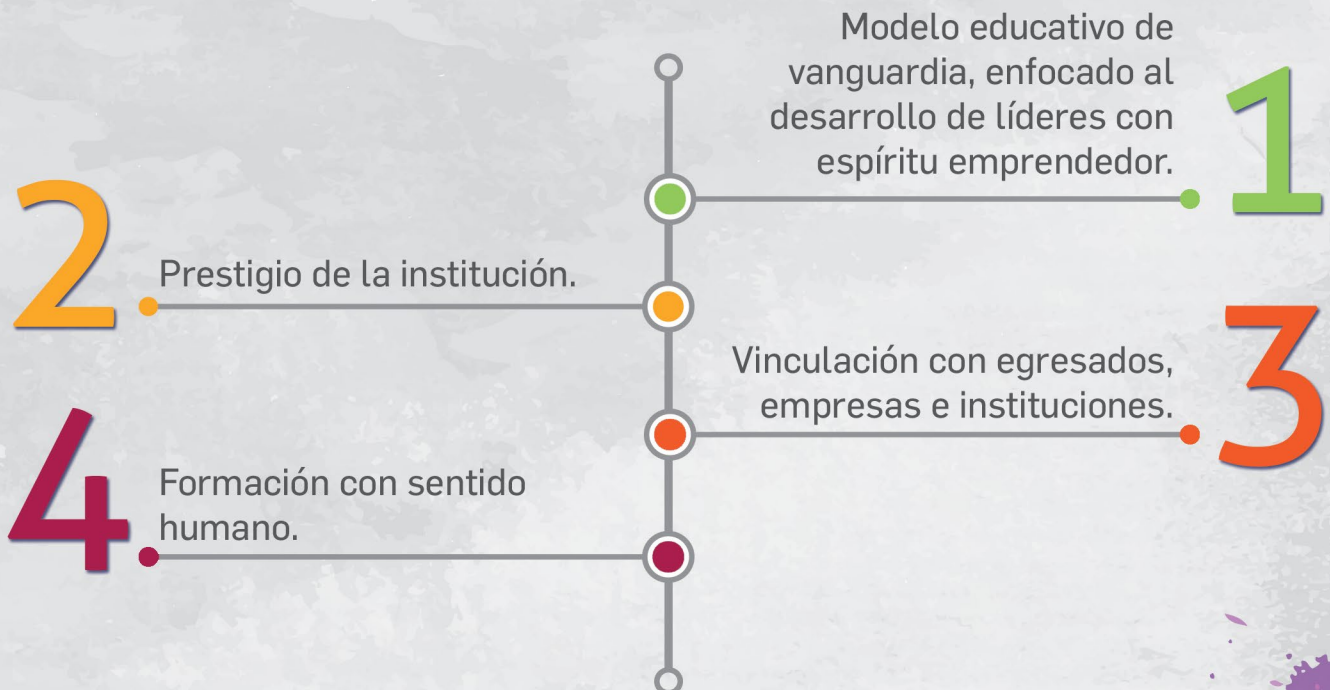 1
Modelo educativo de
vanguardia, enfocado al
desarrollo de líderes con
espíritu emprendedor.
2
Prestigio de la institución.
3
Vinculación con egresados,
empresas e instituciones.
4
Formación con sentido
humano.